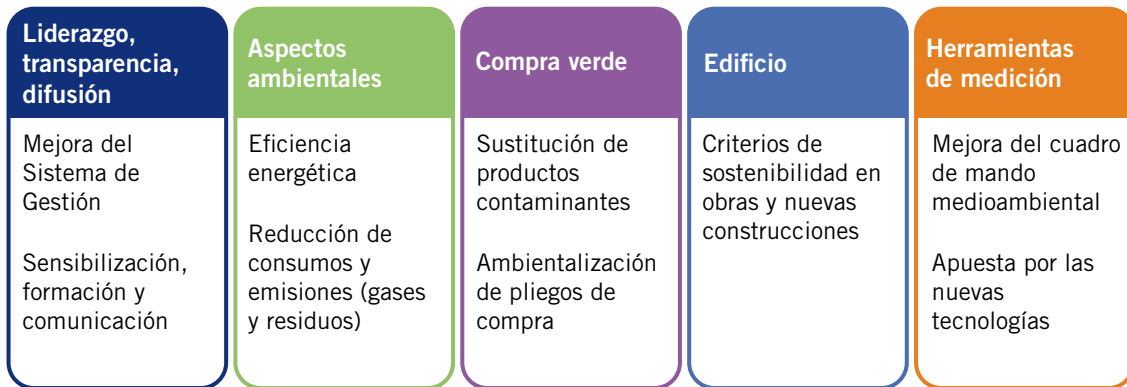 Liderazgo,
transparencia,
difusión
Mejora del
Sistema de
Gestión
Sensibilización,
formación y
comunicación
Aspectos
ambientales
Eficiencia
energética
Reducción de
consumos y
emisiones (gases
y residuos)
Compra verde
Sustitución de
productos
contaminantes
Ambientalización
de pliegos de
compra
Edificio
Criterios de
sostenibilidad en
obras y nuevas
construcciones
Herramientas
de medición
Mejora del cuadro
de mando
medioambiental
Apuesta por las
nuevas
tecnologías